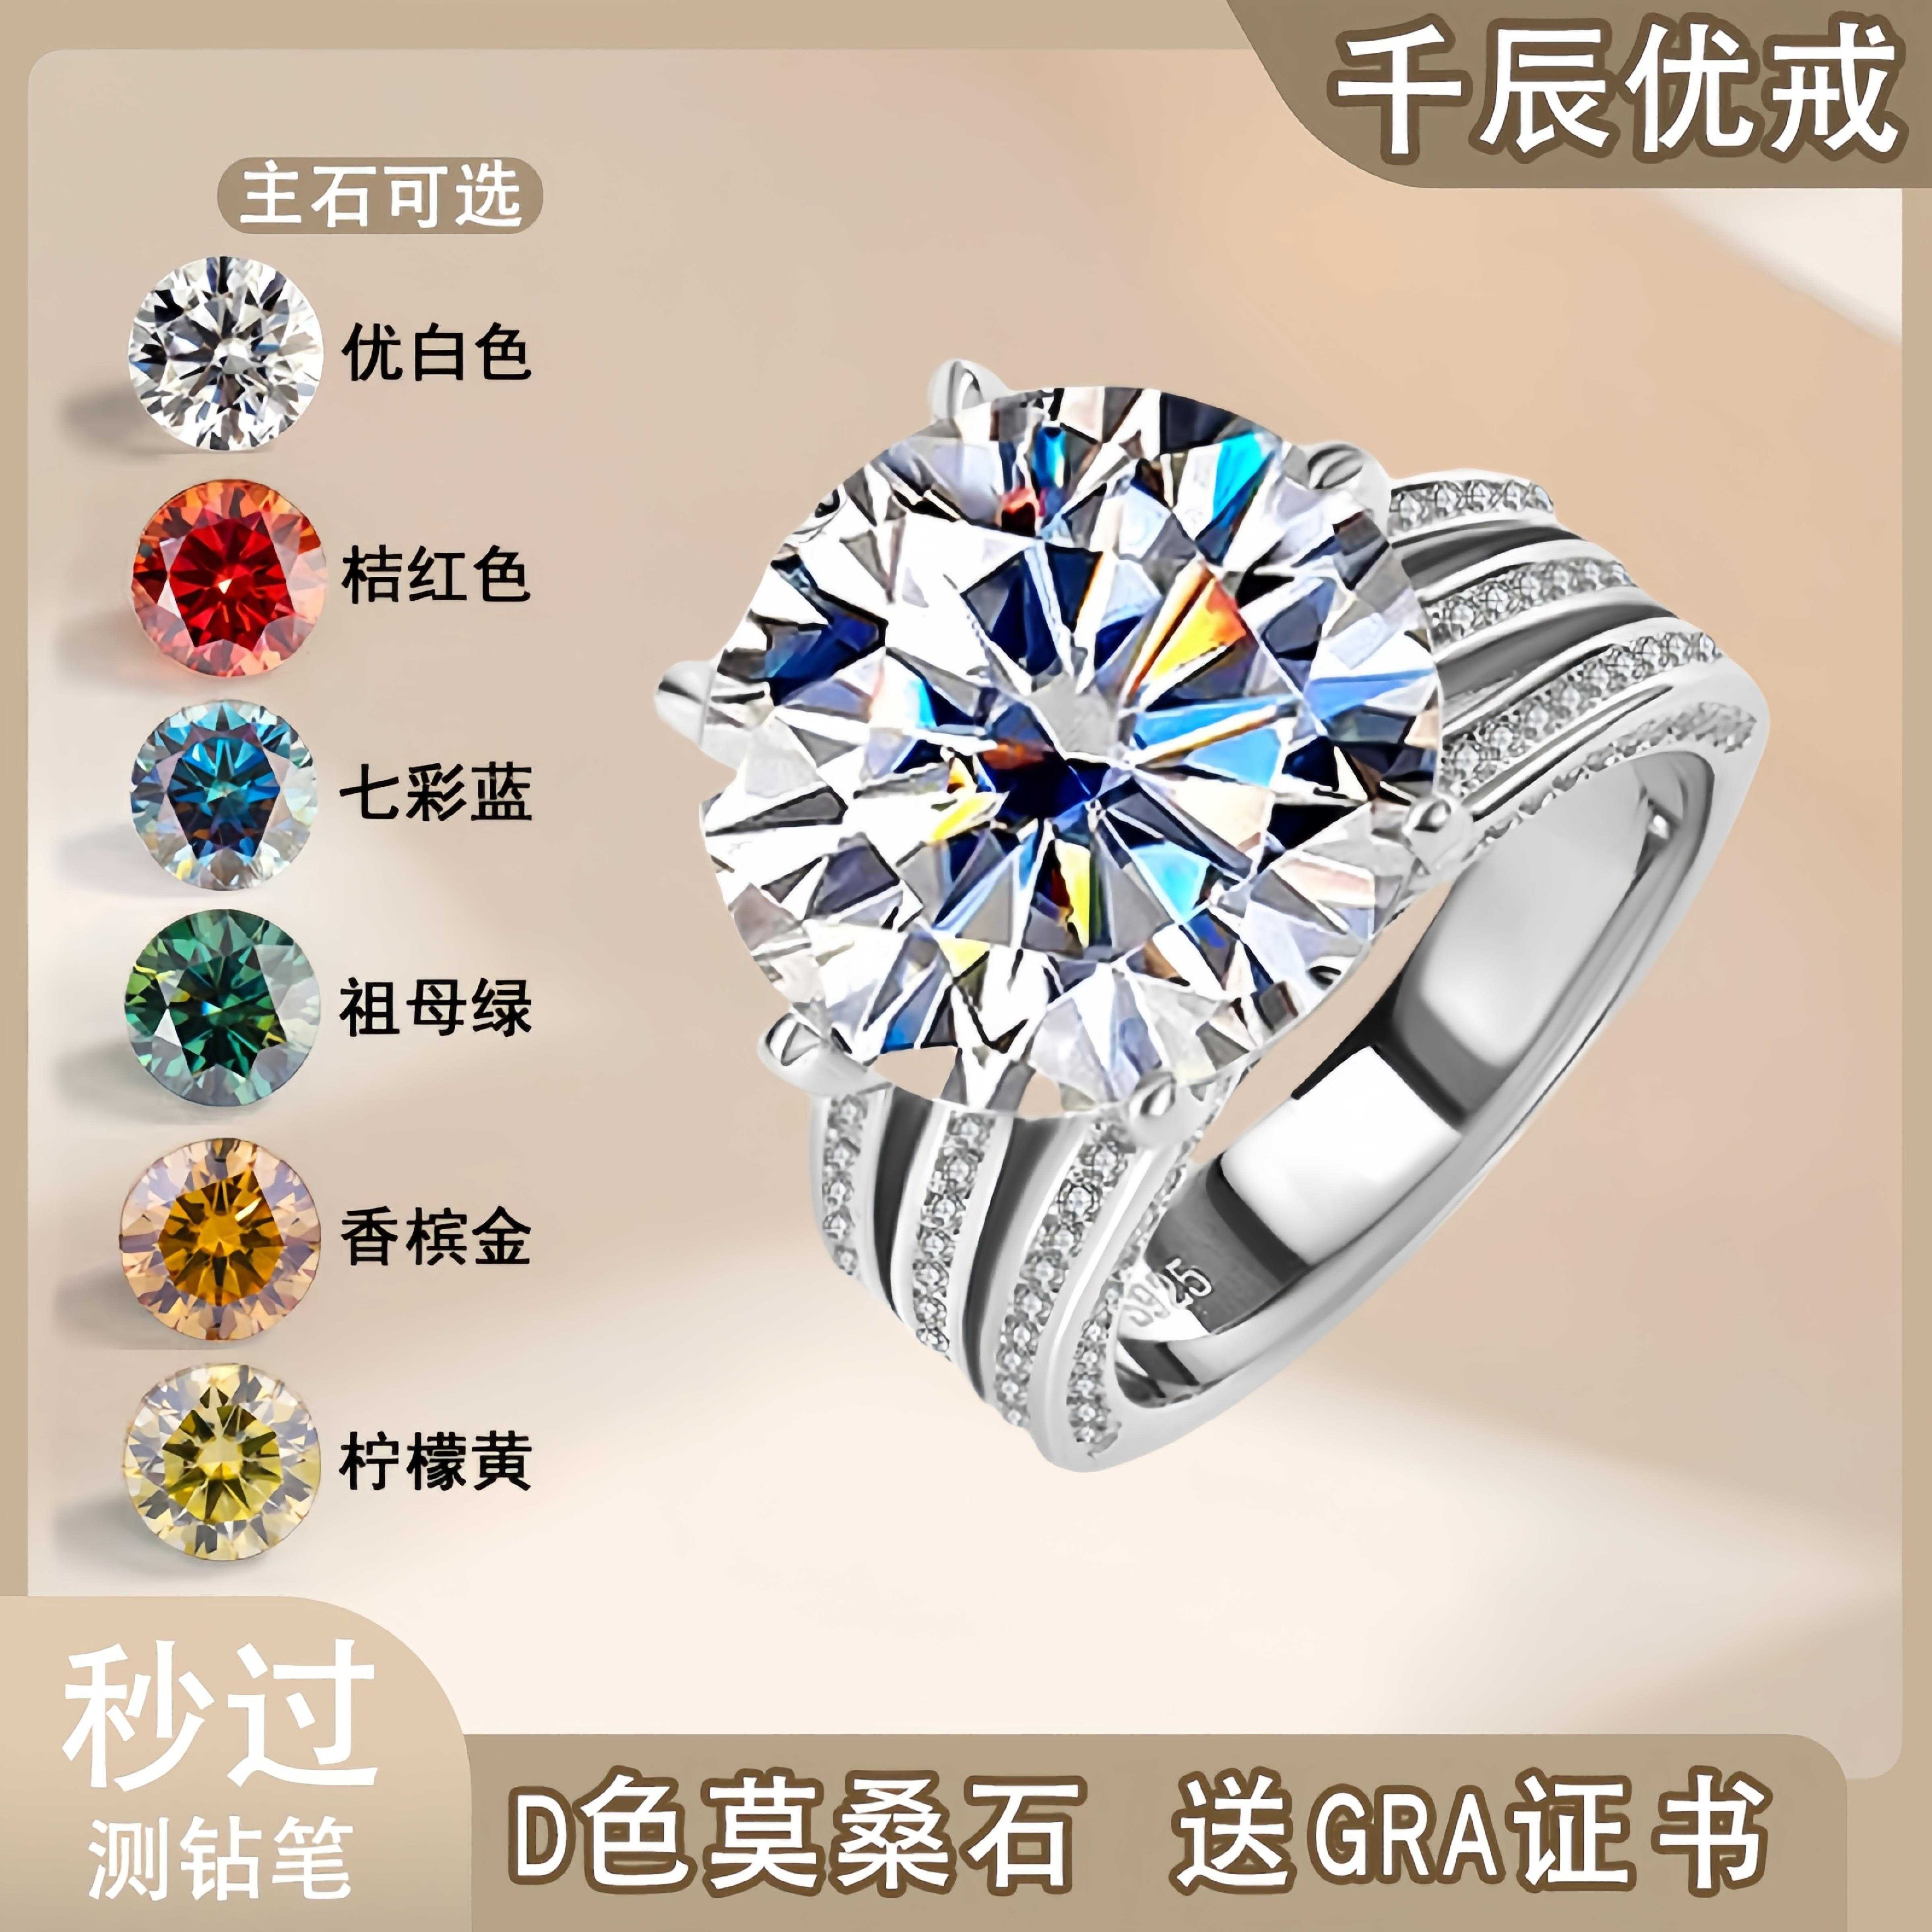 千辰优戒
主石可选
优白色
桔红色
七彩蓝
祖母绿
香槟金
柠檬黄
S925
秒过
测钻笔
D色莫桑石 送GRA证书